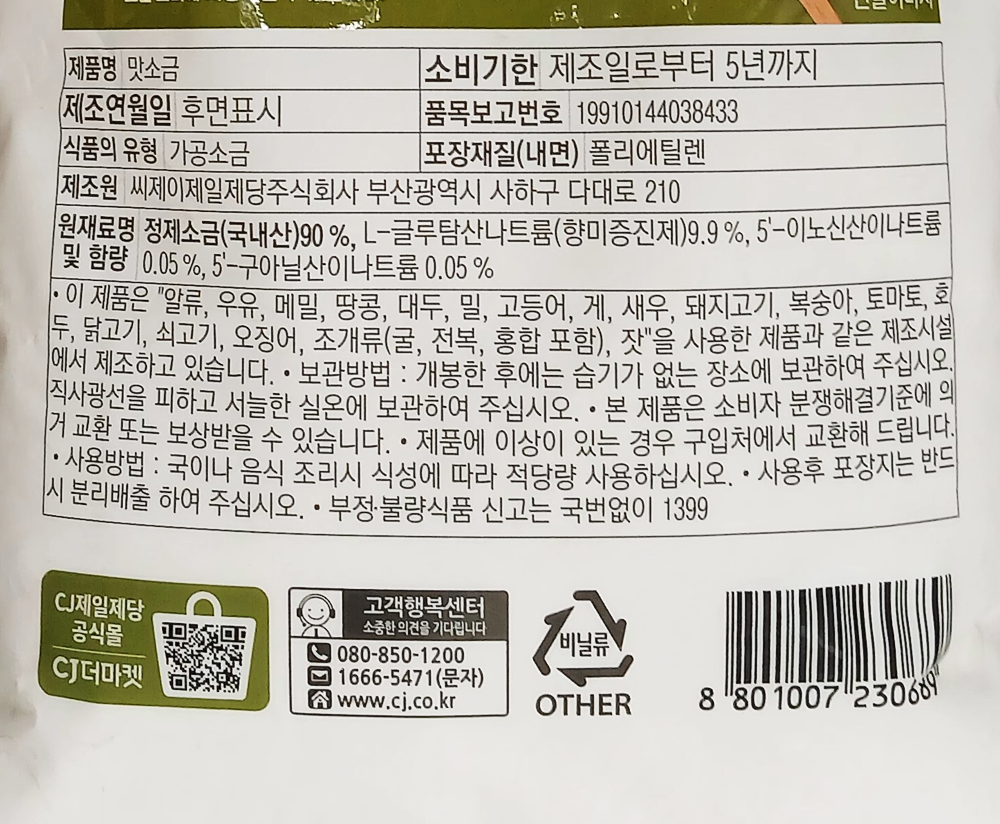 제품명 맛소금 소비기한 제조일로부터 5년까지
제조연월일 후면표시 품목보고번호 19910144038433
식품의 유형 가공소금 포장재질(내면) 폴리에틸렌
제조원 씨제이제일제당주식회사 부산광역시 사하구 다대로 210
원재료명 정제소금(국내산)90 %, L-글루탐산나트륨(향미증진제)9.9 %, 5'-이노신산이나트륨
및 함량 0.05 %, 5'-구아닐산이나트륨 0.05 %
• 이 제품은 "알류, 우유, 메밀, 땅콩, 대두, 밀, 고등어, 게, 새우, 돼지고기, 복숭아, 토마토, 호
두, 닭고기, 쇠고기, 오징어, 조개류(굴, 전복, 홍합 포함), 잣"을 사용한 제품과 같은 제조시설
에서 제조하고 있습니다. • 보관방법 : 개봉한 후에는 습기가 없는 장소에 보관하여 주십시오.
직사광선을 피하고 서늘한 실온에 보관하여 주십시오. • 본 제품은 소비자 분쟁해결기준에 의
거 교환 또는 보상받을 수 있습니다. • 제품에 이상이 있는 경우 구입처에서 교환해 드립니다.
• 사용방법 : 국이나 음식 조리시 식성에 따라 적당량 사용하십시오. • 사용후 포장지는 반드
시 분리배출 하여 주십시오. • 부정·불량식품 신고는 국번없이 1399
CJ제일제당
공식몰
CJ더마켓
고객행복센터
소중한 의견을 기다립니다
080-850-1200
1666-5471(문자)
www.cj.co.kr
비닐류
OTHER
8 801007 230689